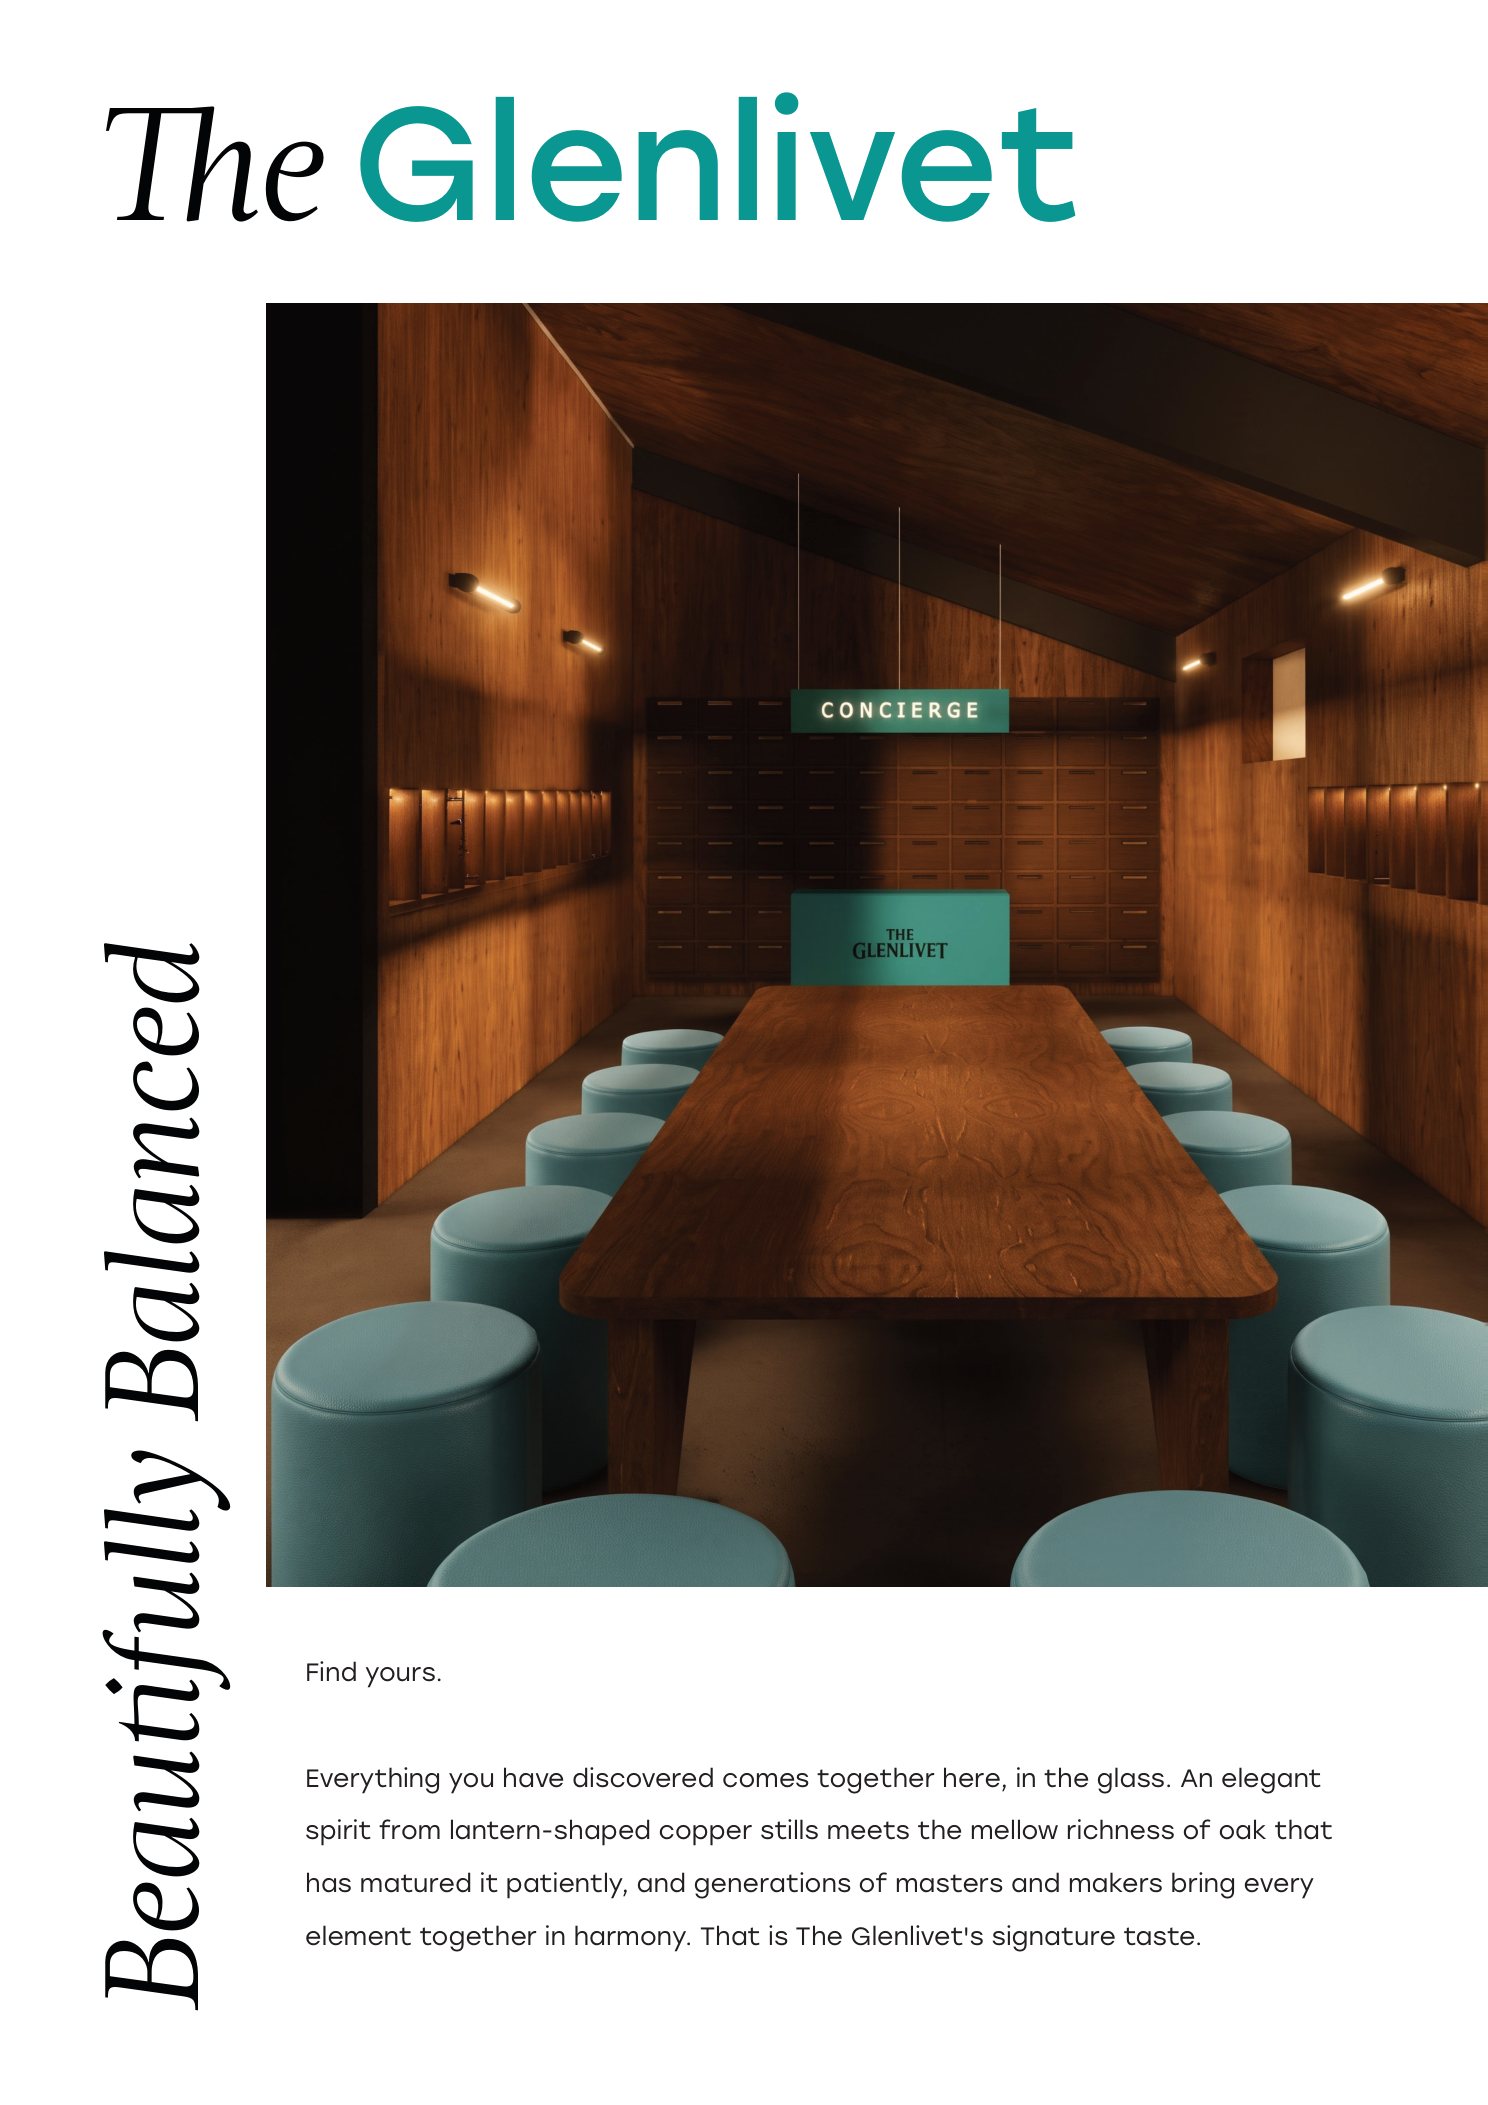 The Glenlivet
CONCIERGE
THE
GLENLIVET
Beautifully Balanced
Find yours.
Everything you have discovered comes together here, in the glass. An elegant
spirit from lantern-shaped copper stills meets the mellow richness of oak that
has matured it patiently, and generations of masters and makers bring every
element together in harmony. That is The Glenlivet's signature taste.